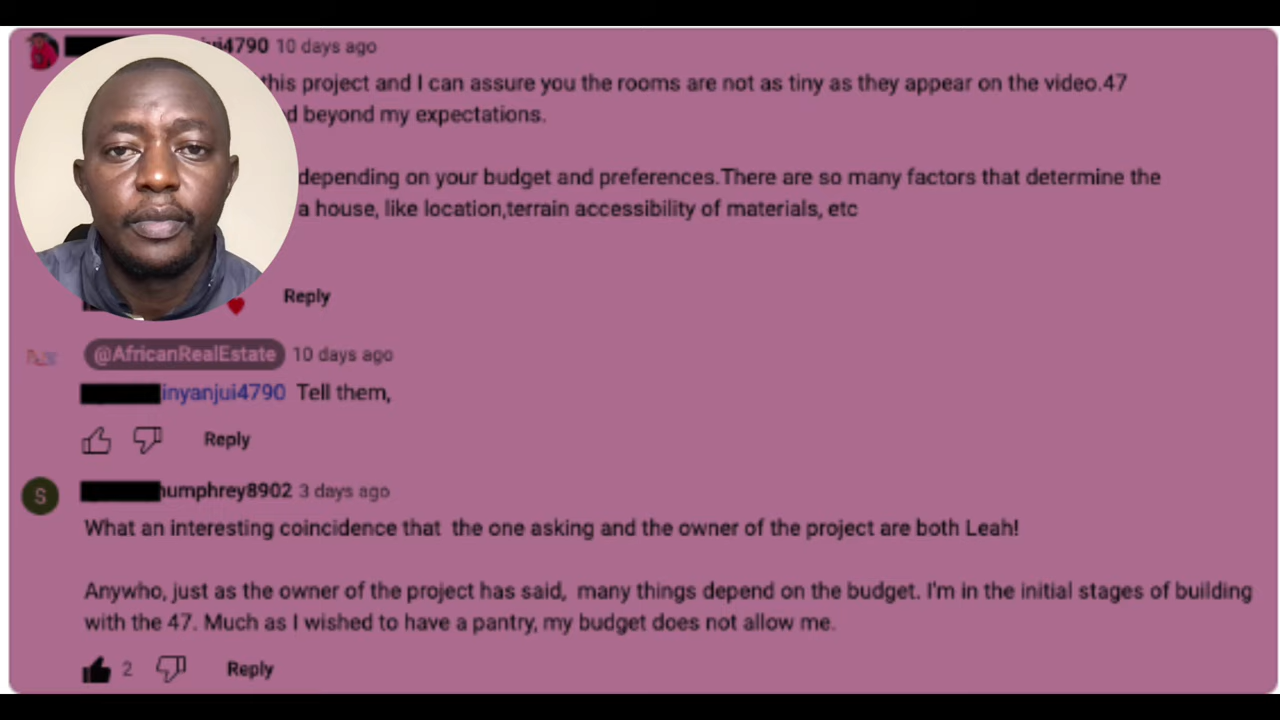 ui4790 10 days ago
this project and I can assure you the rooms are not as tiny as they appear on the video.47
d beyond my expectations.
depending on your budget and preferences.There are so many factors that determine the
a house, like location,terrain accessibility of materials, etc
Reply
@AfricanRealEstate 10 days ago
inyanjui4790 Tell them,
Reply
S
humphrey8902 3 days ago
What an interesting coincidence that the one asking and the owner of the project are both Leah!
Anywho, just as the owner of the project has said, many things depend on the budget. I'm in the initial stages of building
with the 47. Much as I wished to have a pantry, my budget does not allow me.
2 Reply